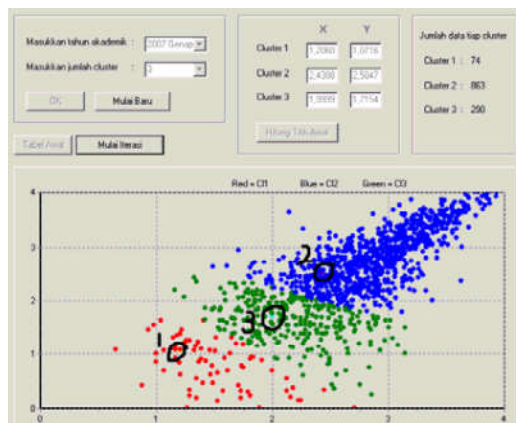 X Y
Masukkan tahun akademik : 2007 Genap
Masukkan jumlah cluster : 3
OK Mulai Baru
Cluster 1 1,2060 1,0716
Cluster 2 2,4388 2,5047
Cluster 3 1,9999 1,7154
Hitung Titik Awal
Jumlah data tiap cluster
Cluster 1 : 74
Cluster 2 : 863
Cluster 3 : 290
Tabel Awal Mulai Iterasi
Red = Cl1 Blue = Cl2 Green = Cl3
4
3
2
1
0
0 1 2 3 4
1
2
3